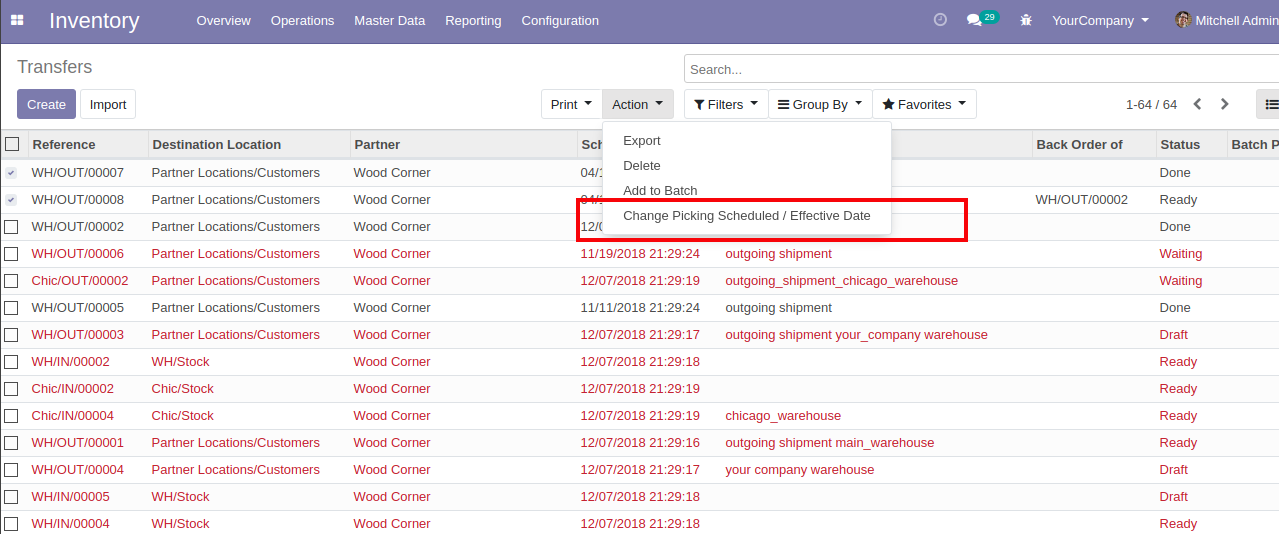 Inventory Overview Operations Master Data Reporting Configuration 29 YourCompany Mitchell Admin
Transfers
Search...
Create Import Print Action Filters Group By Favorites 1-64 / 64
Export
Delete
Add to Batch
Change Picking Scheduled / Effective Date
Reference Destination Location Partner Back Order of Status Batch
WH/OUT/00007 Partner Locations/Customers Wood Corner Done
WH/OUT/00008 Partner Locations/Customers Wood Corner WH/OUT/00002 Ready
WH/OUT/00002 Partner Locations/Customers Wood Corner Done
WH/OUT/00006 Partner Locations/Customers Wood Corner 11/19/2018 21:29:24 outgoing shipment Waiting
Chic/OUT/00002 Partner Locations/Customers Wood Corner 12/07/2018 21:29:19 outgoing_shipment_chicago_warehouse Waiting
WH/OUT/00005 Partner Locations/Customers Wood Corner 11/11/2018 21:29:24 outgoing shipment Done
WH/OUT/00003 Partner Locations/Customers Wood Corner 12/07/2018 21:29:17 outgoing shipment your_company warehouse Draft
WH/IN/00002 WH/Stock Wood Corner 12/07/2018 21:29:18 Ready
Chic/IN/00002 Chic/Stock Wood Corner 12/07/2018 21:29:19 Ready
Chic/IN/00004 Chic/Stock Wood Corner 12/07/2018 21:29:19 chicago_warehouse Ready
WH/OUT/00001 Partner Locations/Customers Wood Corner 12/07/2018 21:29:16 outgoing shipment main_warehouse Ready
WH/OUT/00004 Partner Locations/Customers Wood Corner 12/07/2018 21:29:17 your company warehouse Draft
WH/IN/00005 WH/Stock Wood Corner 12/07/2018 21:29:18 Draft
WH/IN/00004 WH/Stock Wood Corner 12/07/2018 21:29:18 Ready